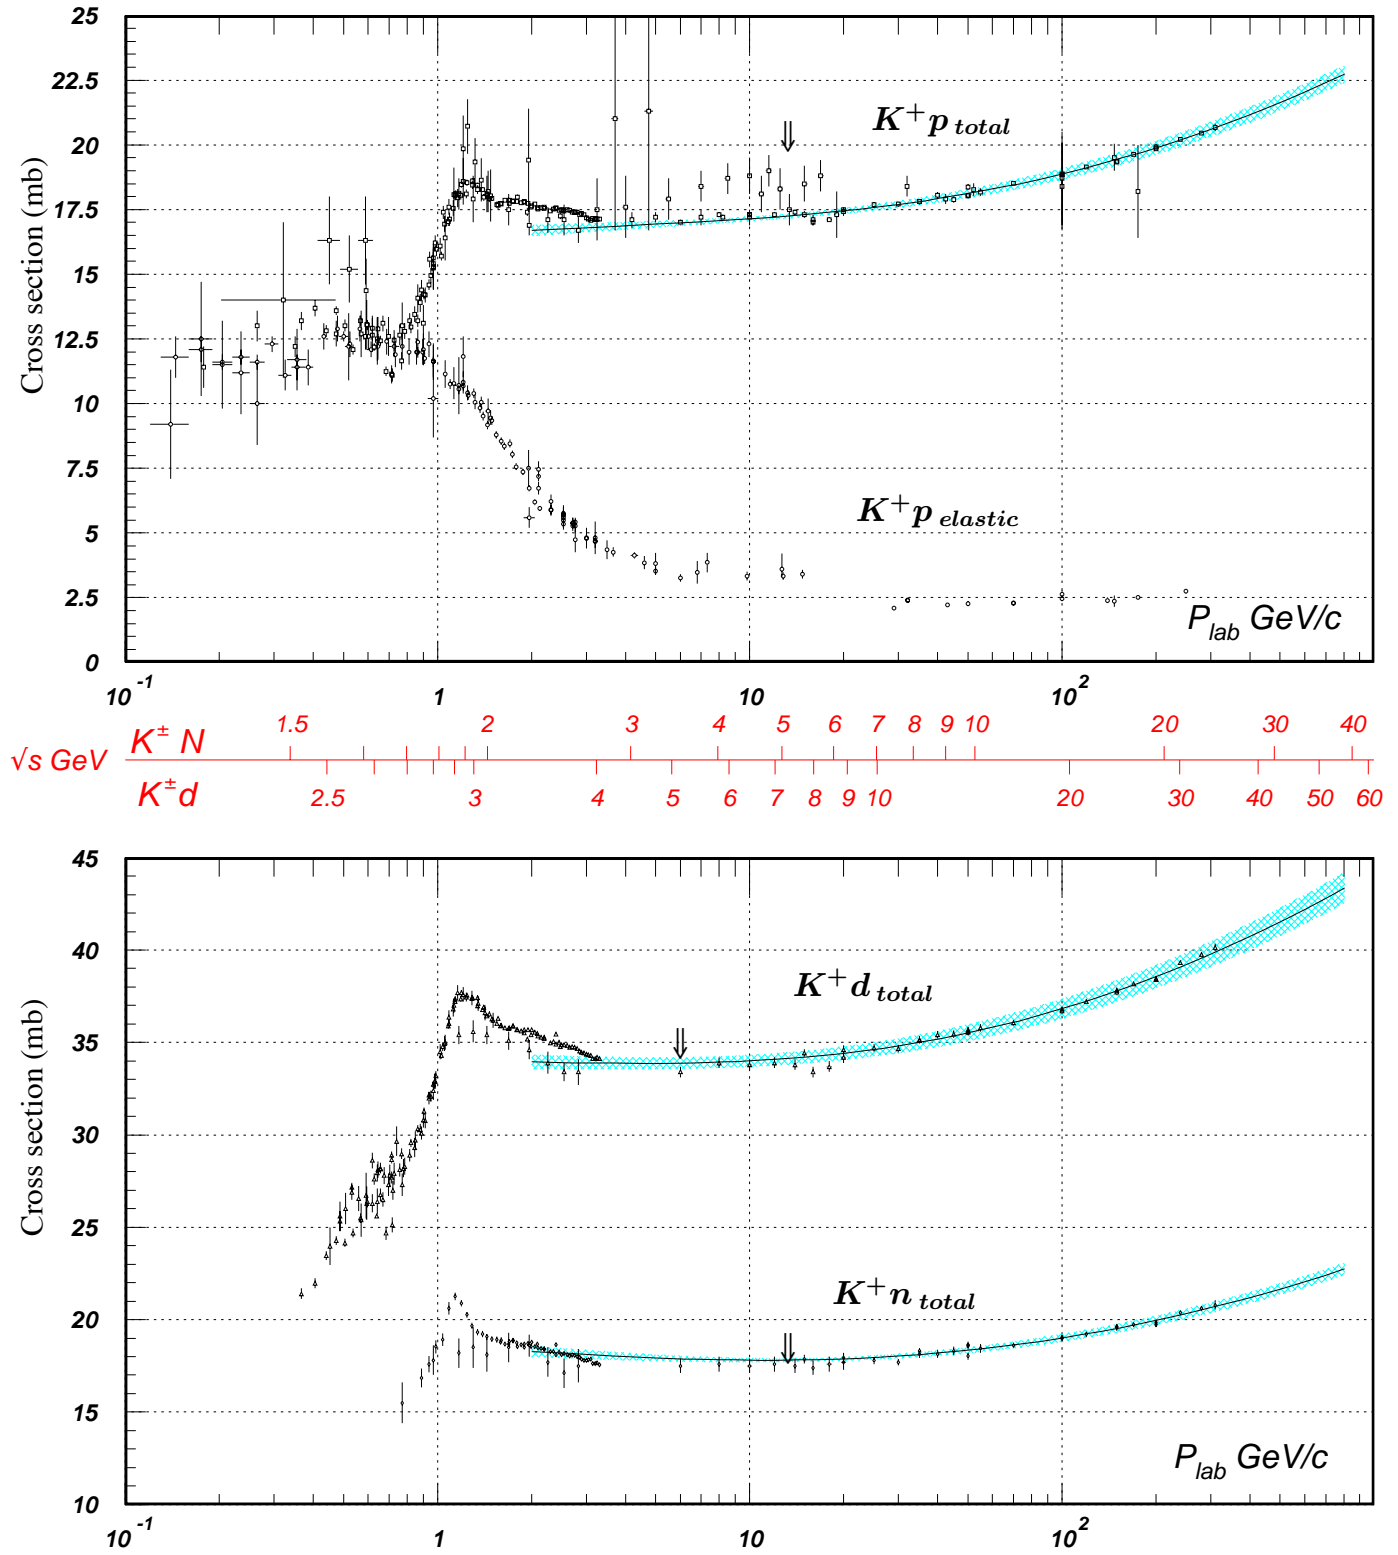 25
22.5
20
17.5
15
12.5
10
7.5
5
2.5
0
Cross section (mb)
K⁺p total
K⁺p elastic
P_lab GeV/c
10⁻¹ 1 10 10²
1.5 2 3 4 5 6 7 8 9 10 20 30 40
K± N
√s GeV
K±d
2.5 3 4 5 6 7 8 9 10 20 30 40 50 60
45
40
35
30
25
20
15
10
Cross section (mb)
K⁺d total
K⁺n total
P_lab GeV/c
10⁻¹ 1 10 10²